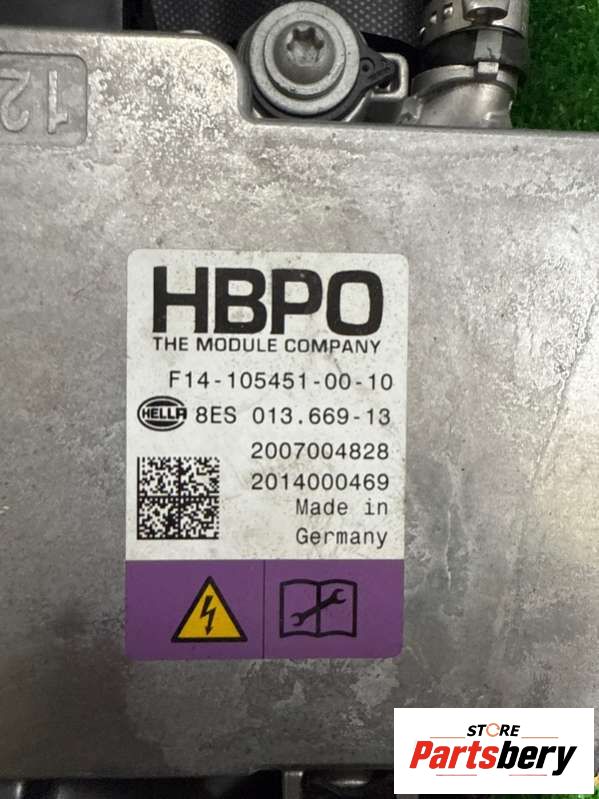 12
HBPO
THE MODULE COMPANY
F14-105451-00-10
HELLA 8ES 013.669-13
2007004828
2014000469
Made in
Germany
STORE
Partsbery